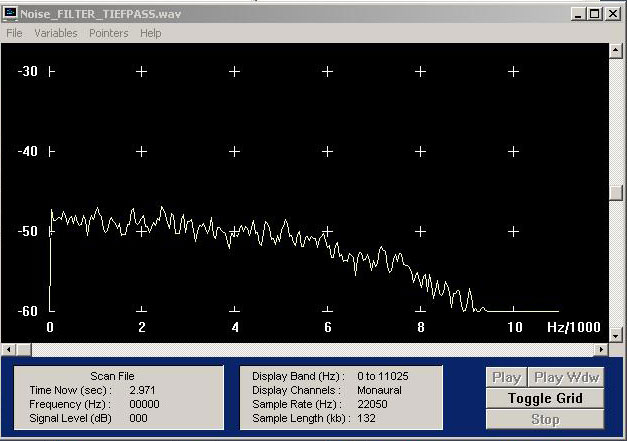 Noise_FILTER_TIEFPASS.wav
File Variables Pointers Help
-30
-40
-50
-60
0 2 4 6 8 10 Hz/1000
Scan File
Time Now (sec) : 2.971
Frequency (Hz) : 00000
Signal Level (dB) 000
Display Band (Hz) : 0 to 11025
Display Channels : Monaural
Sample Rate (Hz) : 22050
Sample Length (kb) : 132
Play Play Wdw
Toggle Grid
Stop